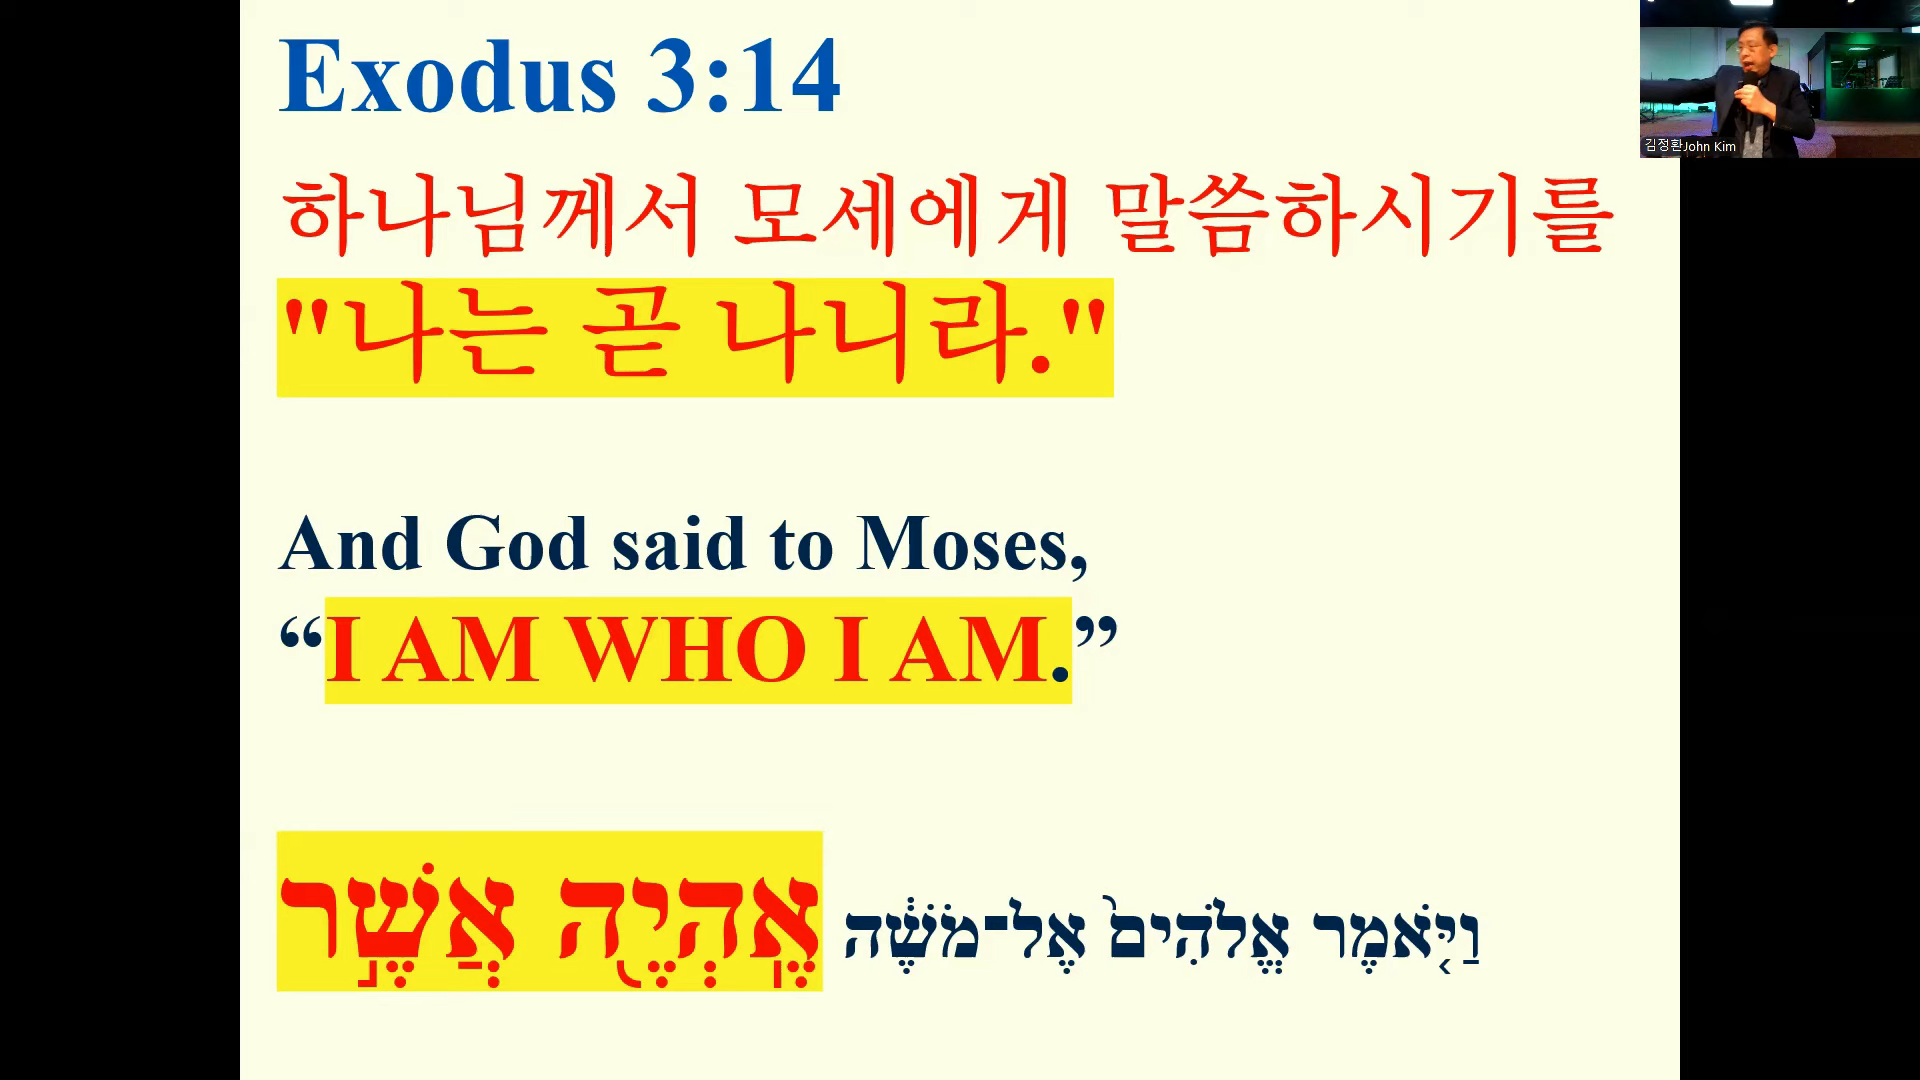 Exodus 3:14
하나님께서 모세에게 말씀하시기를
"나는 곧 나니라."
And God said to Moses,
“I AM WHO I AM.”
וַיֹּ֤אמֶר אֱלֹהִים֙ אֶל־מֹשֶׁ֔ה אֶֽהְיֶ֖ה אֲשֶׁ֣ר
김정환John Kim